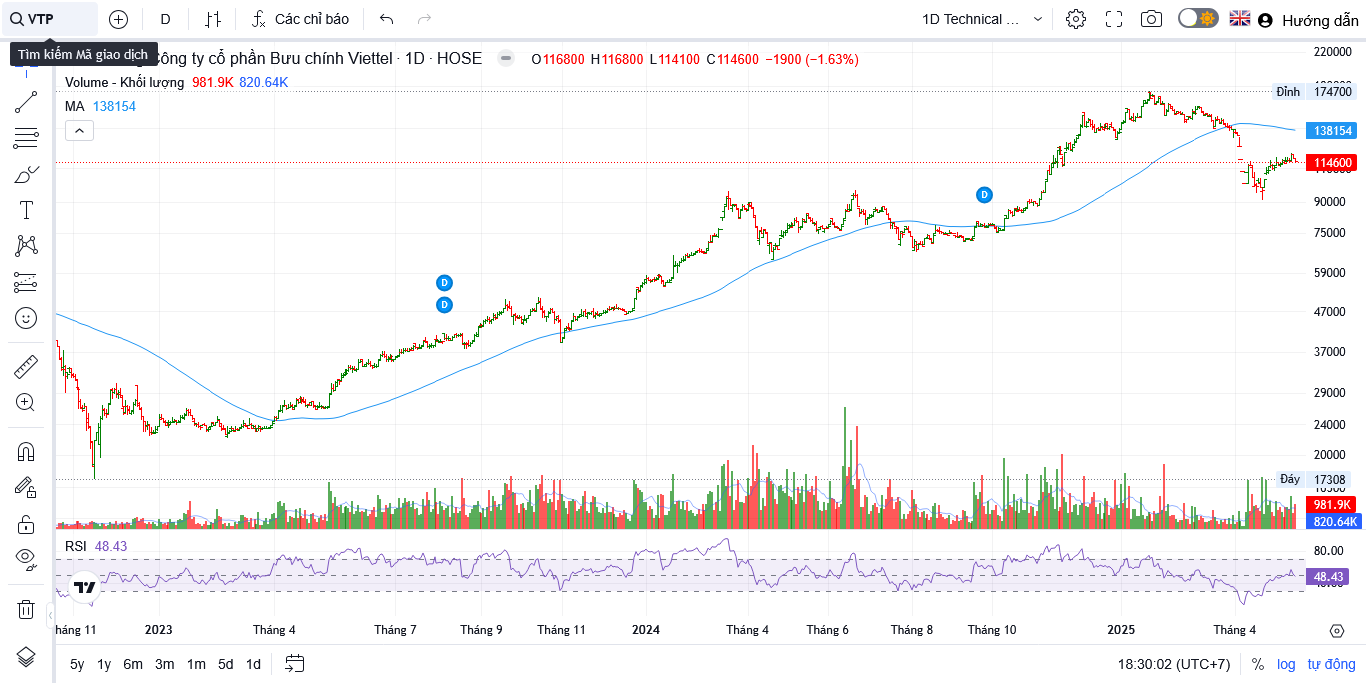 VTP D Các chỉ báo 1D Technical ... Hướng dẫn
Tìm kiếm Mã giao dịch
Công ty cổ phần Bưu chính Viettel · 1D · HOSE O116800 H116800 L114100 C114600 −1900 (−1.63%)
Volume - Khối lượng 981.9K 820.64K
MA 138154
220000
Đỉnh 174700
138154
114600
90000
75000
59000
47000
37000
29000
24000
20000
Đáy 17308
981.9K
820.64K
RSI 48.43
80.00
48.43
háng 11 2023 Tháng 4 Tháng 7 Tháng 9 Tháng 11 2024 Tháng 4 Tháng 6 Tháng 8 Tháng 10 2025 Tháng 4
D
D
D
5y 1y 6m 3m 1m 5d 1d 18:30:02 (UTC+7) % log tự động